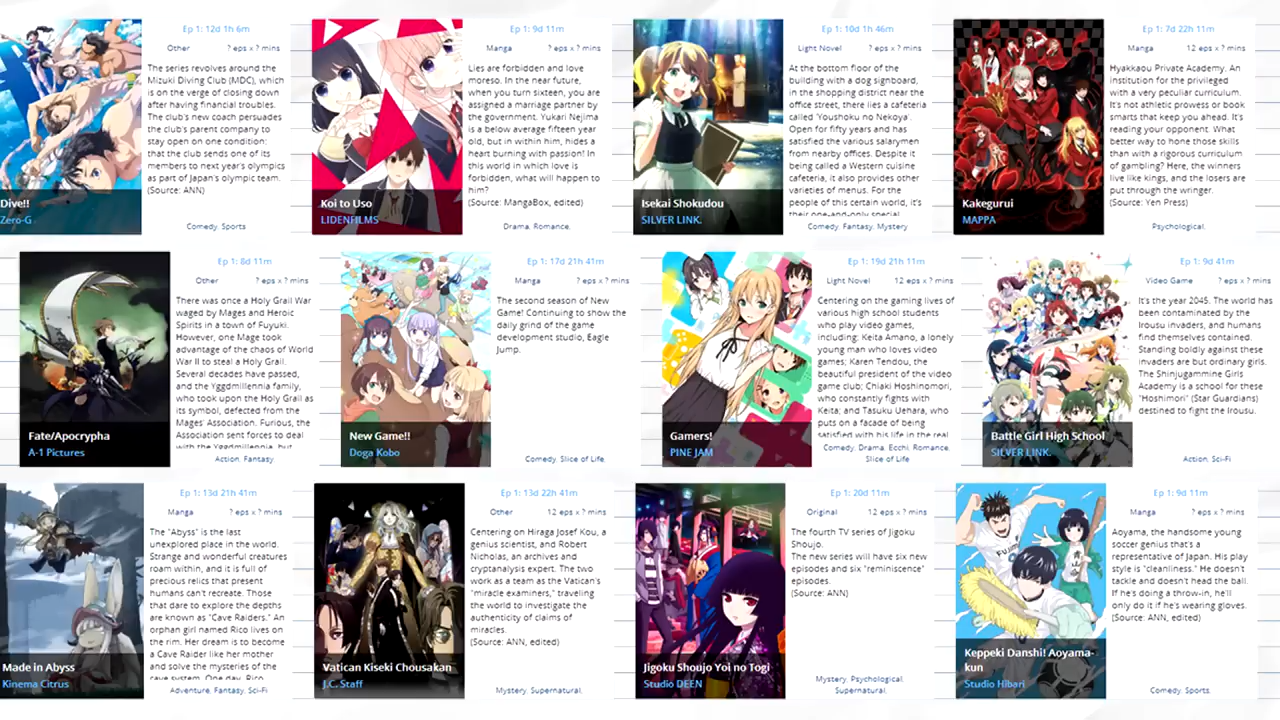 Ep 1: 12d 1h 6m
Other ? eps x ? mins
The series revolves around the
Mizuki Diving Club (MDC), which
is on the verge of closing down
after having financial troubles.
The club's new coach persuades
the club's parent company to
stay open on one condition:
that the club sends one of its
members to next year's olympics
as part of Japan's olympic team.
(Source: ANN)
Dive!!
Zero-G
Comedy, Sports
Ep 1: 9d 11m
Manga ? eps x ? mins
Lies are forbidden and love
moreso. In the near future,
when you turn sixteen, you are
assigned a marriage partner by
the government. Yukari Nejima
is a below average fifteen year
old, but in within him, hides a
heart burning with passion! In
this world in which love is
forbidden, what will happen to
him?
(Source: MangaBox, edited)
Koi to Uso
LIDENFILMS
Drama, Romance,
Ep 1: 10d 1h 46m
Light Novel ? eps x ? mins
At the bottom floor of the
building with a dog signboard,
in the shopping district near the
office street, there lies a cafeteria
called 'Youshoku no Nekoya'.
Open for fifty years and has
satisfied the various salarymen
from nearby offices. Despite it
being called a Western cuisine
cafeteria, it also provides other
varieties of menus. For the
people of this certain world, it's
their one-and-only special
Isekai Shokudou
SILVER LINK.
Comedy, Fantasy, Mystery
Ep 1: 7d 22h 11m
Manga 12 eps x ? mins
Hyakkaou Private Academy. An
institution for the privileged
with a very peculiar curriculum.
It's not athletic prowess or book
smarts that keep you ahead. It's
reading your opponent. What
better way to hone those skills
than with a rigorous curriculum
of gambling? Here, the winners
live like kings, and the losers are
put through the wringer.
(Source: Yen Press)
Kakegurui
MAPPA
Psychological,
Ep 1: 8d 11m
Other ? eps x ? mins
There was once a Holy Grail War
waged by Mages and Heroic
Spirits in a town of Fuyuki.
However, one Mage took
advantage of the chaos of World
War II to steal a Holy Grail.
Several decades have passed,
and the Yggdmillennia family,
who took upon the Holy Grail as
its symbol, defected from the
Mages' Association. Furious, the
Association sent forces to deal
with the Yggdmillennia, but
Fate/Apocrypha
A-1 Pictures
Action, Fantasy
Ep 1: 17d 21h 41m
Manga ? eps x ? mins
The second season of New
Game! Continuing to show the
daily grind of the game
development studio, Eagle
Jump.
New Game!!
Doga Kobo
Comedy, Slice of Life,
Ep 1: 19d 21h 11m
Light Novel 12 eps x ? mins
Centering on the gaming lives of
various high school students
who play video games,
including: Keita Amano, a lonely
young man who loves video
games; Karen Tendou, the
beautiful president of the video
game club; Chiaki Hoshinomori,
who constantly fights with
Keita; and Tasuku Uehara, who
puts on a facade of being
satisfied with his life in the real
Gamers!
PINE JAM
Comedy, Drama, Ecchi, Romance,
Slice of Life
Ep 1: 9d 41m
Video Game ? eps x ? mins
It's the year 2045. The world has
been contaminated by the
Irousu invaders, and humans
find themselves contained.
Standing boldly against these
invaders are but ordinary girls.
The Shinjugammine Girls
Academy is a school for these
"Hoshimori" (Star Guardians)
destined to fight the Irousu.
Battle Girl High School
SILVER LINK.
Action, Sci-Fi
Ep 1: 13d 21h 41m
Manga ? eps x ? mins
The "Abyss" is the last
unexplored place in the world.
Strange and wonderful creatures
roam within, and it is full of
precious relics that present
humans can't recreate. Those
that dare to explore the depths
are known as "Cave Raiders." An
orphan girl named Rico lives on
the rim. Her dream is to become
a Cave Raider like her mother
and solve the mysteries of the
cave system. One day, Rico
Made in Abyss
Kinema Citrus
Adventure, Fantasy, Sci-Fi
Ep 1: 13d 22h 41m
Other 12 eps x ? mins
Centering on Hiraga Josef Kou, a
genius scientist, and Robert
Nicholas, an archives and
cryptanalysis expert. The two
work as a team as the Vatican's
"miracle examiners," traveling
the world to investigate the
authenticity of claims of
miracles.
(Source: ANN, edited)
Vatican Kiseki Chousakan
J.C. Staff
Mystery, Supernatural,
Ep 1: 20d 11m
Original ? eps x ? mins
The fourth TV series of Jigoku
Shoujo.
The new series will have six new
episodes and six "reminiscence"
episodes.
(Source: ANN)
Jigoku Shoujo Yoi no Togi
Studio DEEN
Mystery, Psychological,
Supernatural,
Ep 1: 9d 11m
Manga ? eps x ? mins
Aoyama, the handsome young
soccer genius that's a
representative of Japan. His play
style is "cleanliness." He doesn't
tackle and doesn't head the ball.
If he's doing a throw-in, he'll
only do it if he's wearing gloves.
(Source: ANN, edited)
Keppeki Danshi! Aoyama-
kun
Studio Hibari
Comedy, Sports,